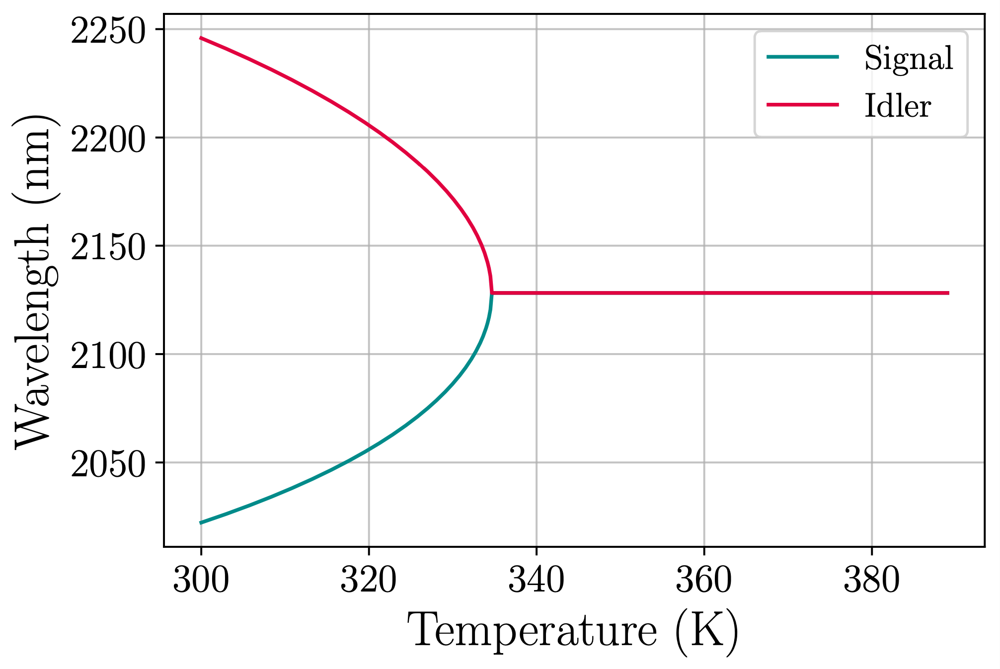 Wavelength (nm)
2250
2200
2150
2100
2050
300 320 340 360 380
Temperature (K)
Signal
Idler